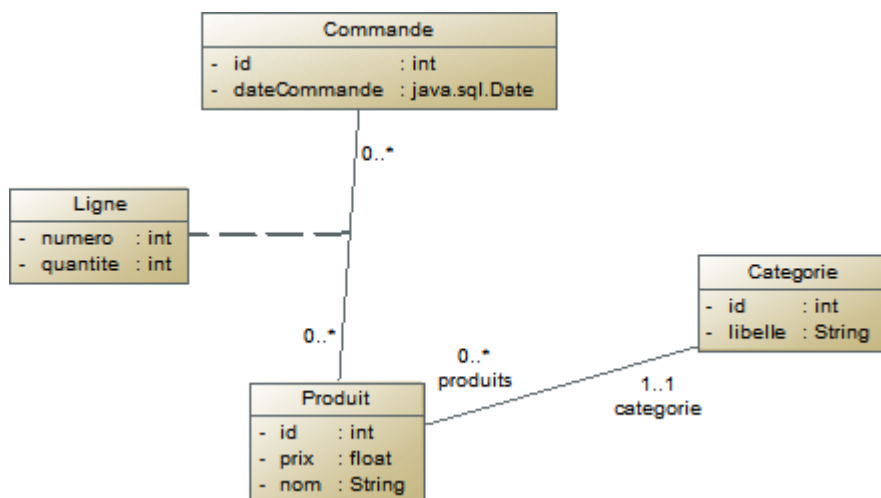 Commande
- id : int
- dateCommande : java.sql.Date
0..*
Ligne
- numero : int
- quantite : int
Categorie
- id : int
- libelle : String
0..*
0..*
produits
1..1
categorie
Produit
- id : int
- prix : float
- nom : String